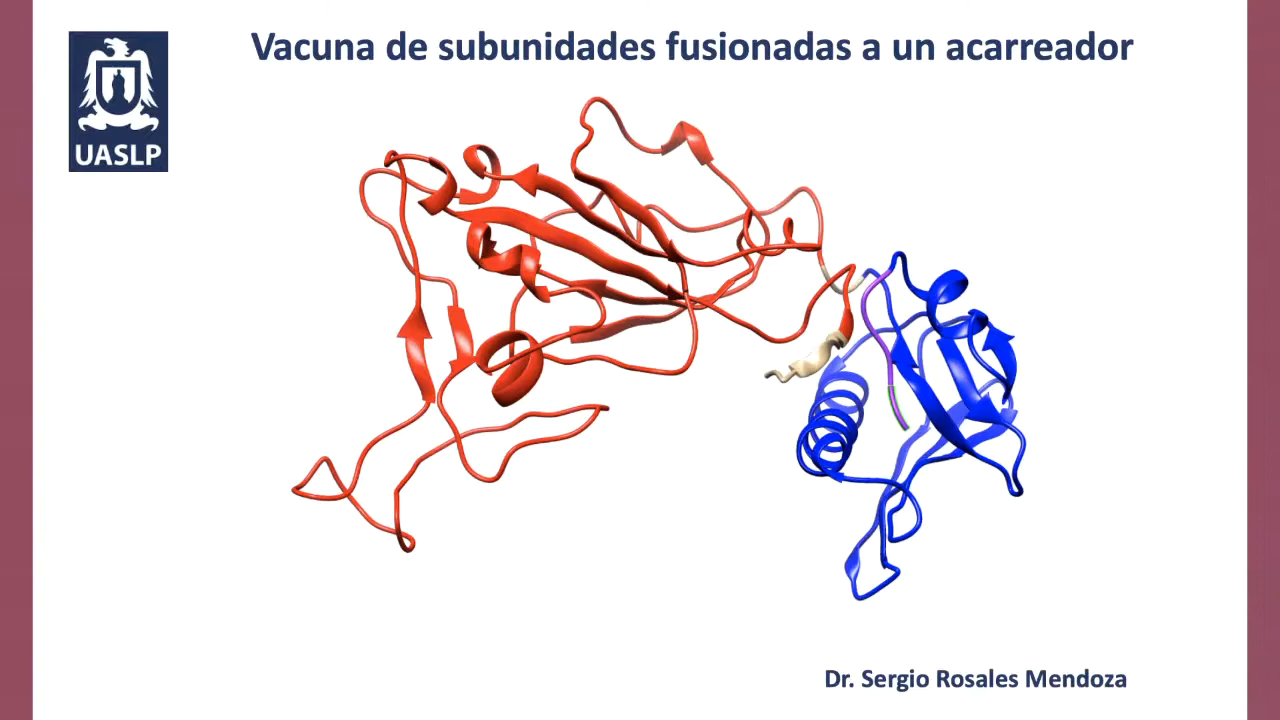 Vacuna de subunidades fusionadas a un acarreador
UASLP
Dr. Sergio Rosales Mendoza